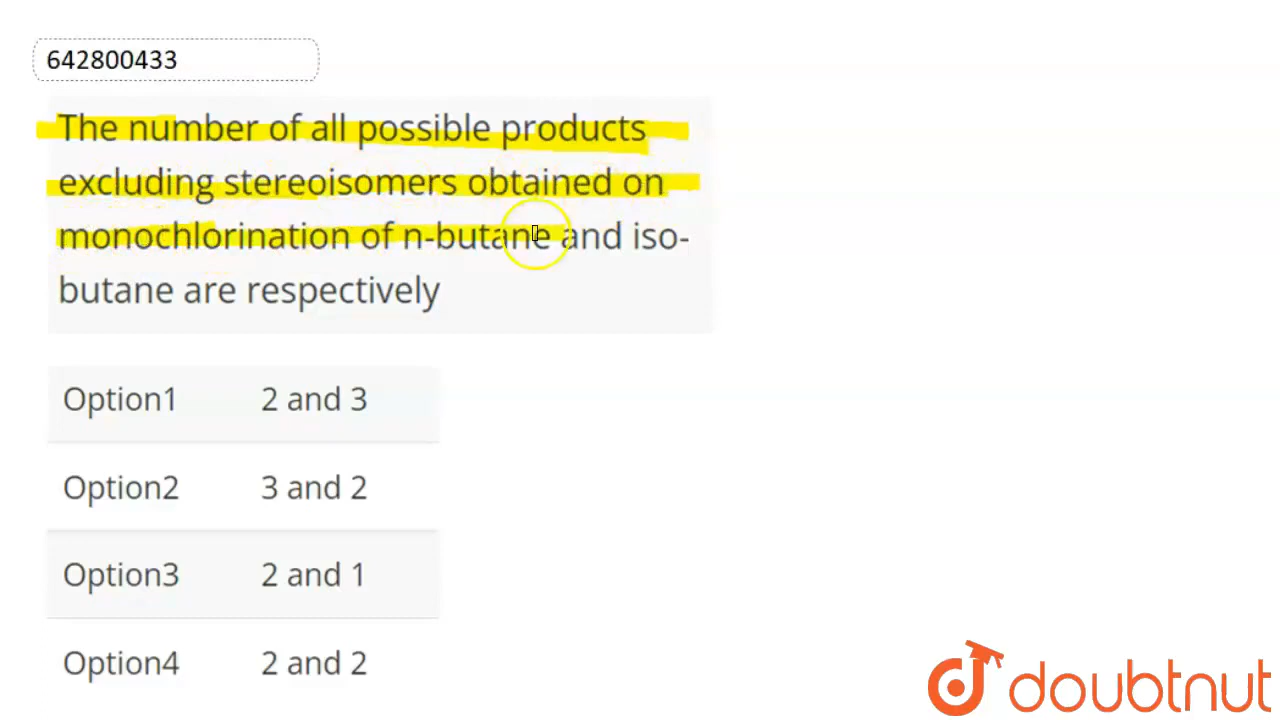 642800433
The number of all possible products
excluding stereoisomers obtained on
monochlorination of n-butane and iso-
butane are respectively
Option1 2 and 3
Option2 3 and 2
Option3 2 and 1
Option4 2 and 2
doubtnut